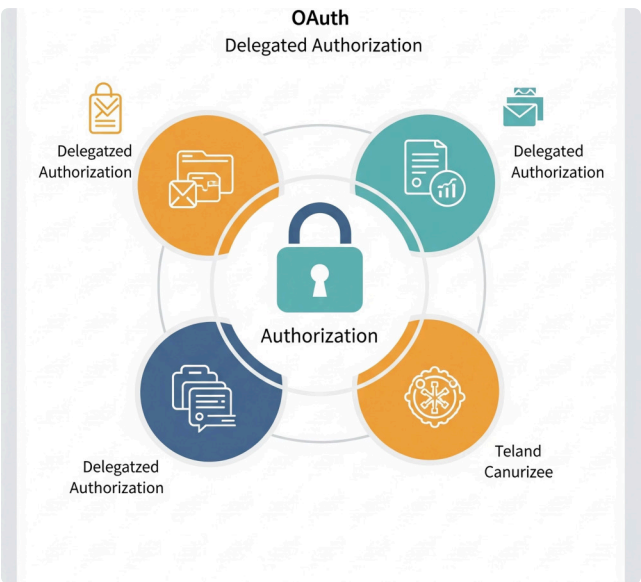 OAuth
Delegated Authorization
Delegatzed
Authorization
Delegated
Authorization
Authorization
Delegatzed
Authorization
Teland
Canurizee